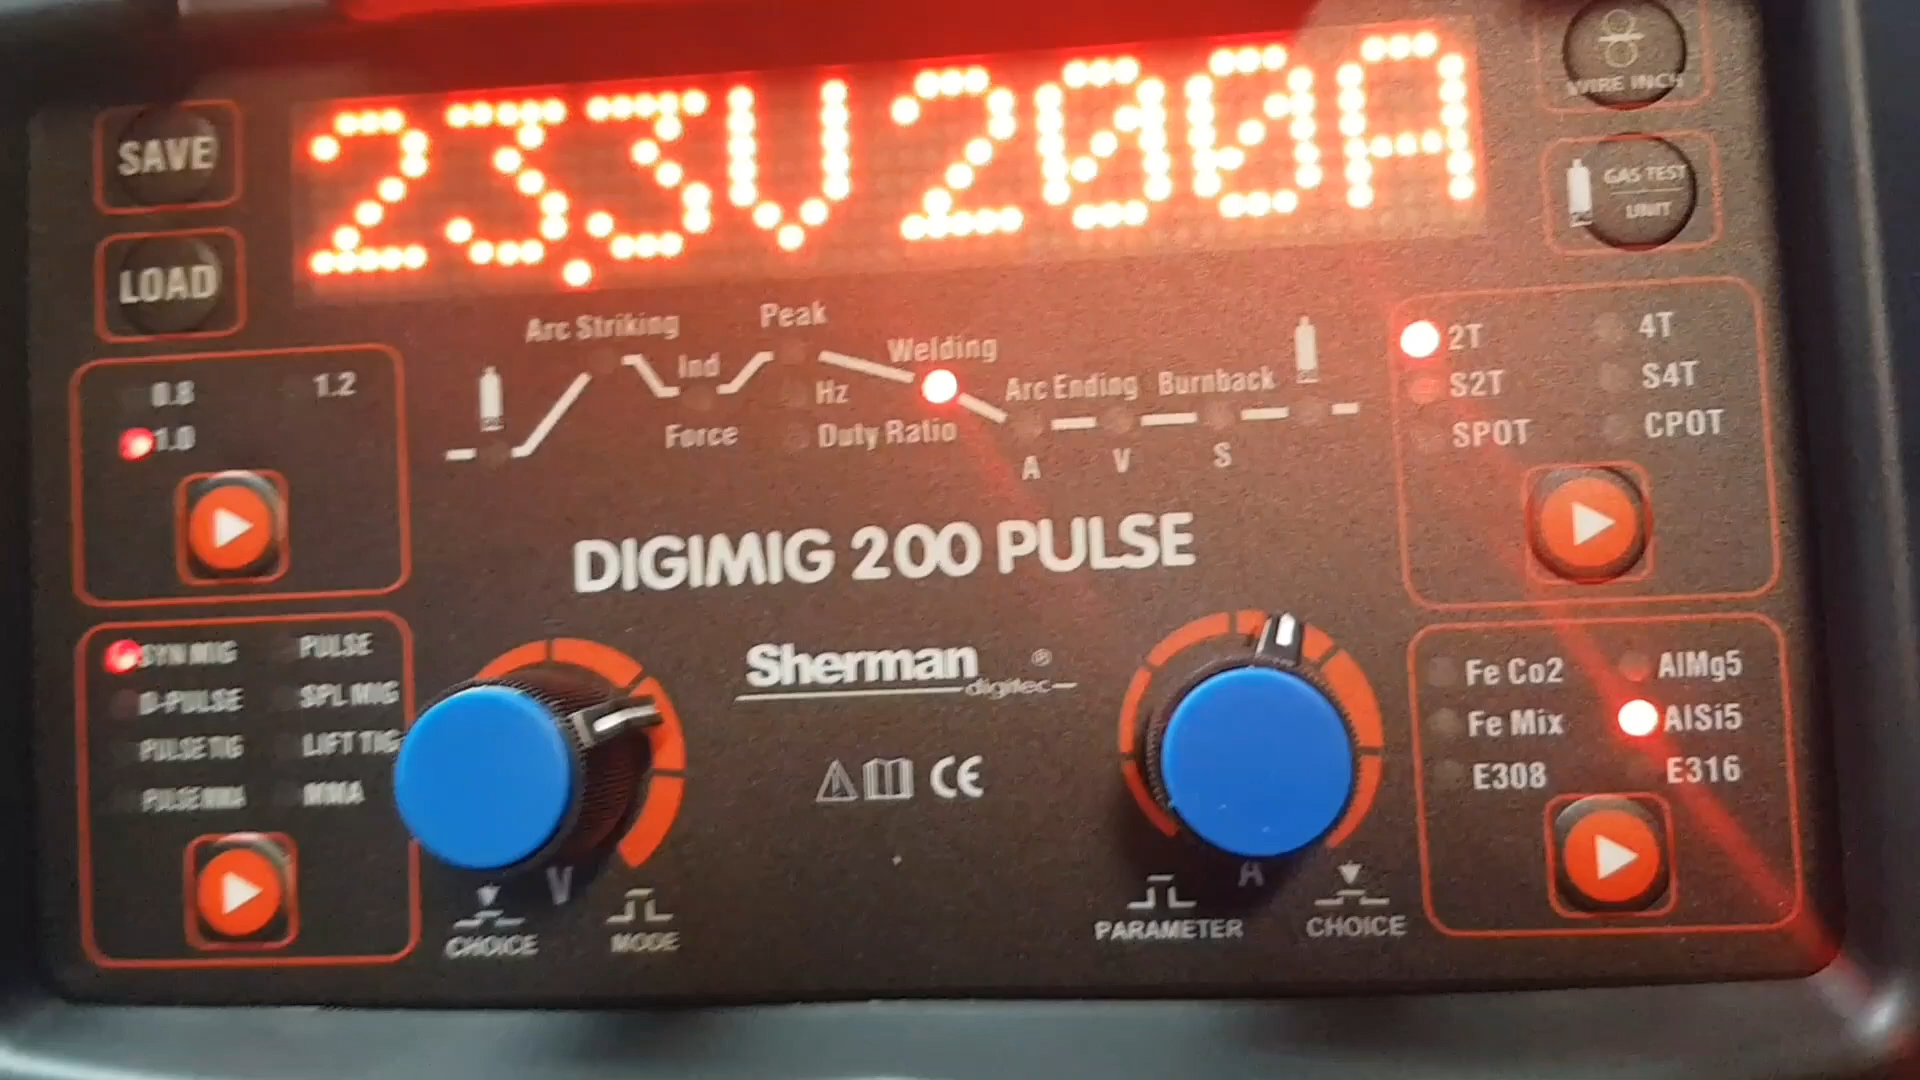 23.3V 200A
WIRE INCH
SAVE
GAS TEST
UNIT
LOAD
Arc Striking
Peak
Welding
Ind
Hz
Arc Ending
Burnback
Force
Duty Ratio
A
V
S
0.8
1.2
1.0
2T
4T
S2T
S4T
SPOT
CPOT
DIGIMIG 200 PULSE
Sherman®
digitec
SYN MIG
PULSE
D-PULSE
SPL MIG
PULSE TIG
LIFT TIG
PULSE MMA
MMA
CE
Fe Co2
AlMg5
Fe Mix
AlSi5
E308
E316
V
CHOICE
MODE
A
PARAMETER
CHOICE